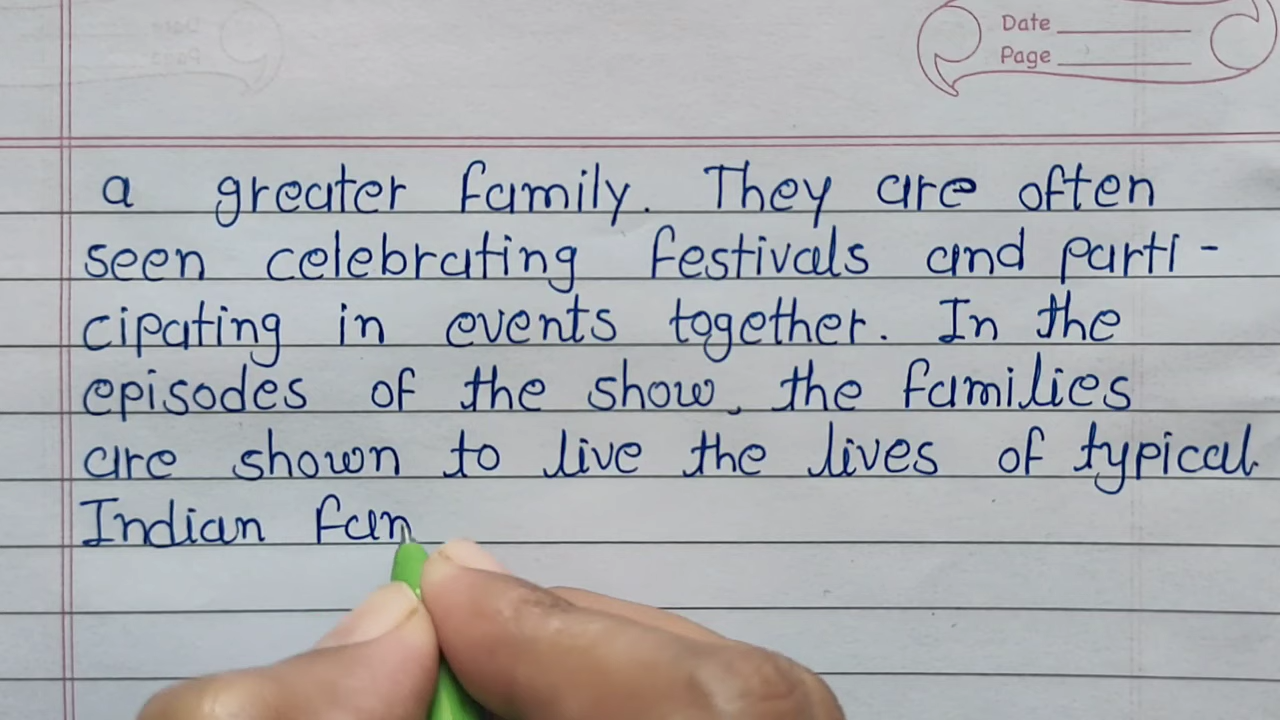 Date
Page
a greater family. They are often
seen celebrating festivals and parti-
cipating in events together. In the
episodes of the show, the families
are shown to live the lives of typical
Indian fam